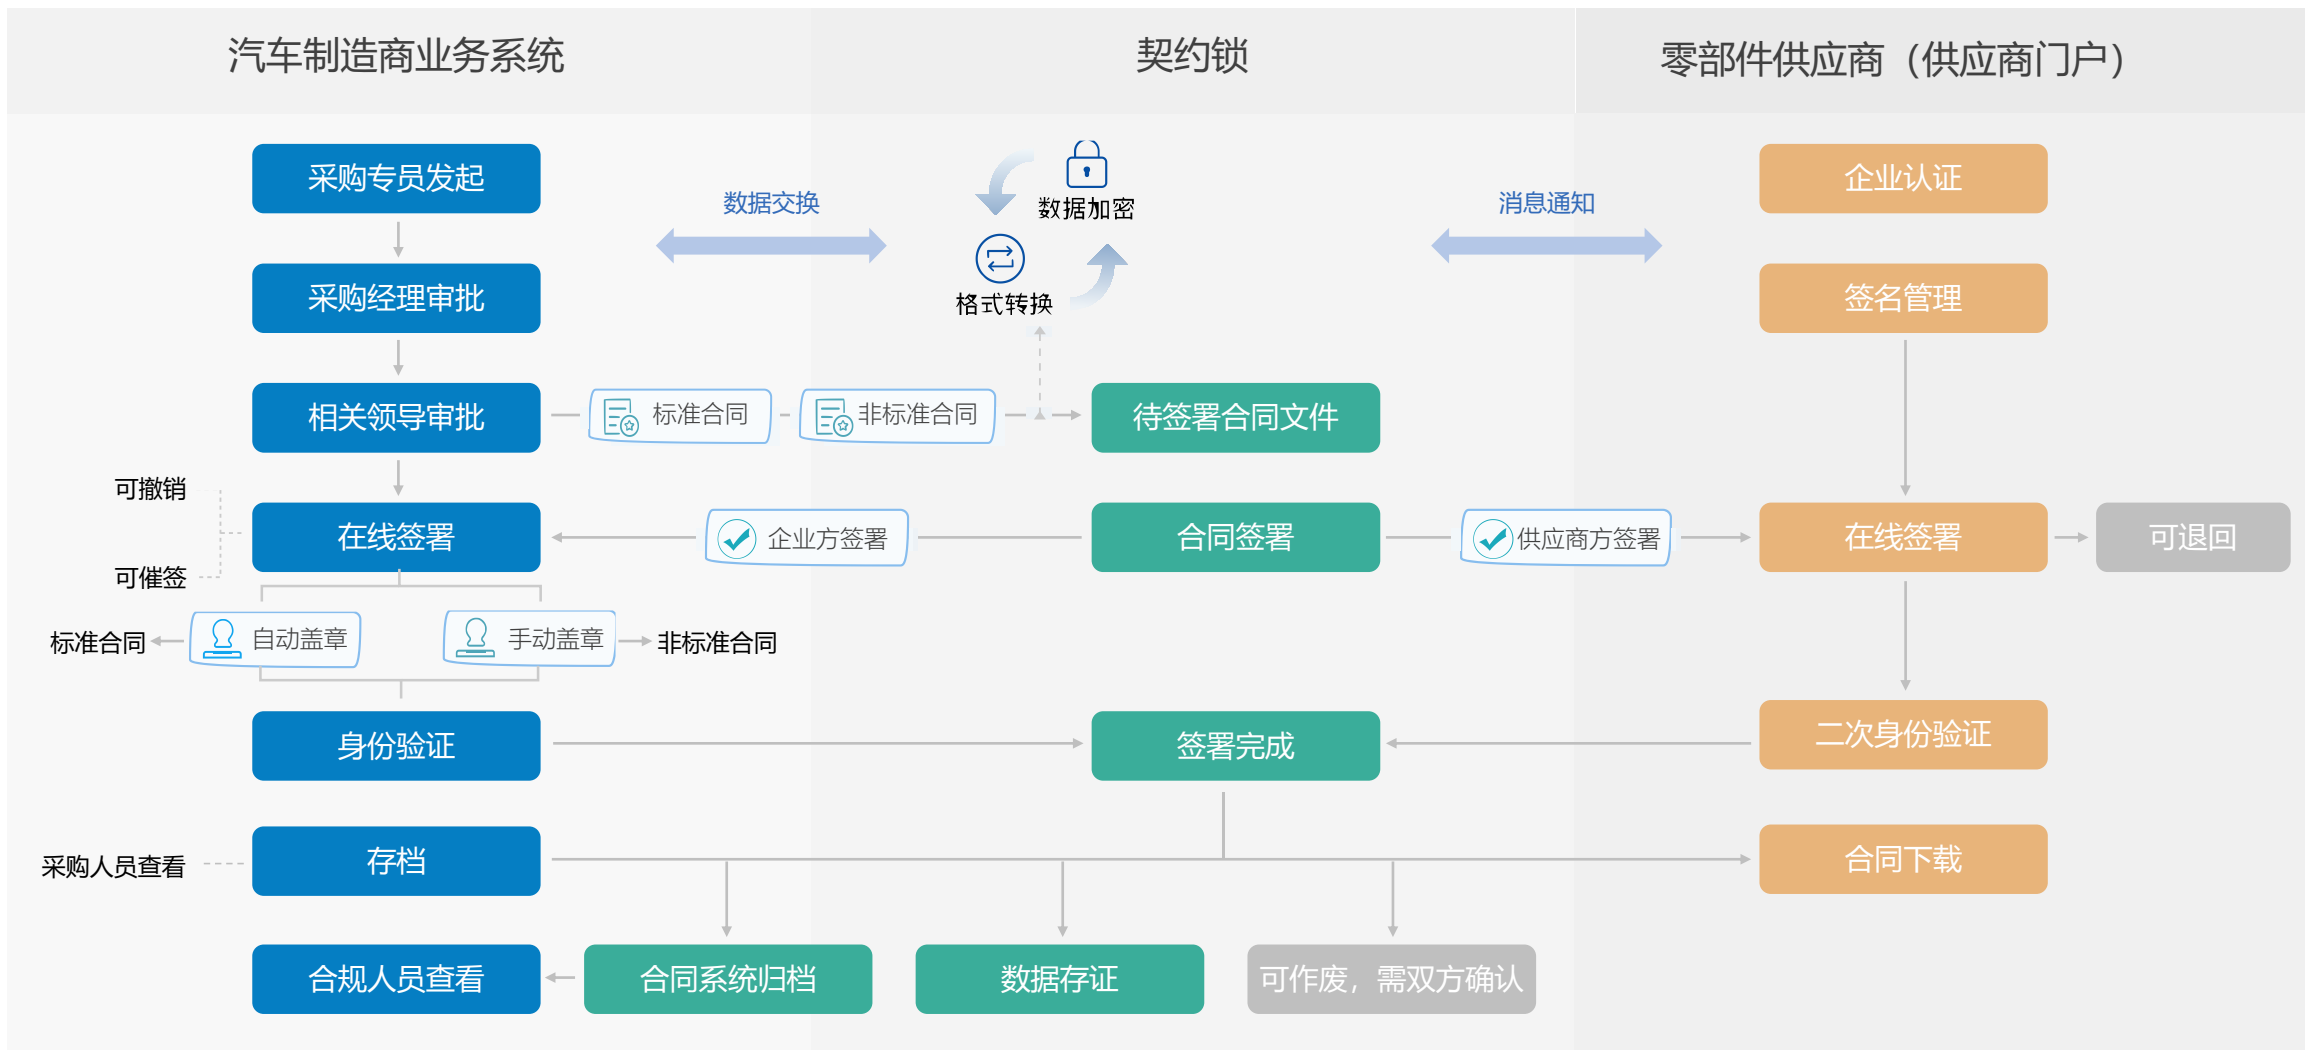 汽车制造商业务系统
契约锁
零部件供应商（供应商门户）
采购专员发起
数据交换
数据加密
消息通知
企业认证
采购经理审批
格式转换
签名管理
相关领导审批
标准合同
非标准合同
待签署合同文件
可撤销
在线签署
企业方签署
合同签署
供应商方签署
在线签署
可退回
可催签
标准合同
自动盖章
手动盖章
非标准合同
身份验证
签署完成
二次身份验证
采购人员查看
存档
合同下载
合规人员查看
合同系统归档
数据存证
可作废，需双方确认